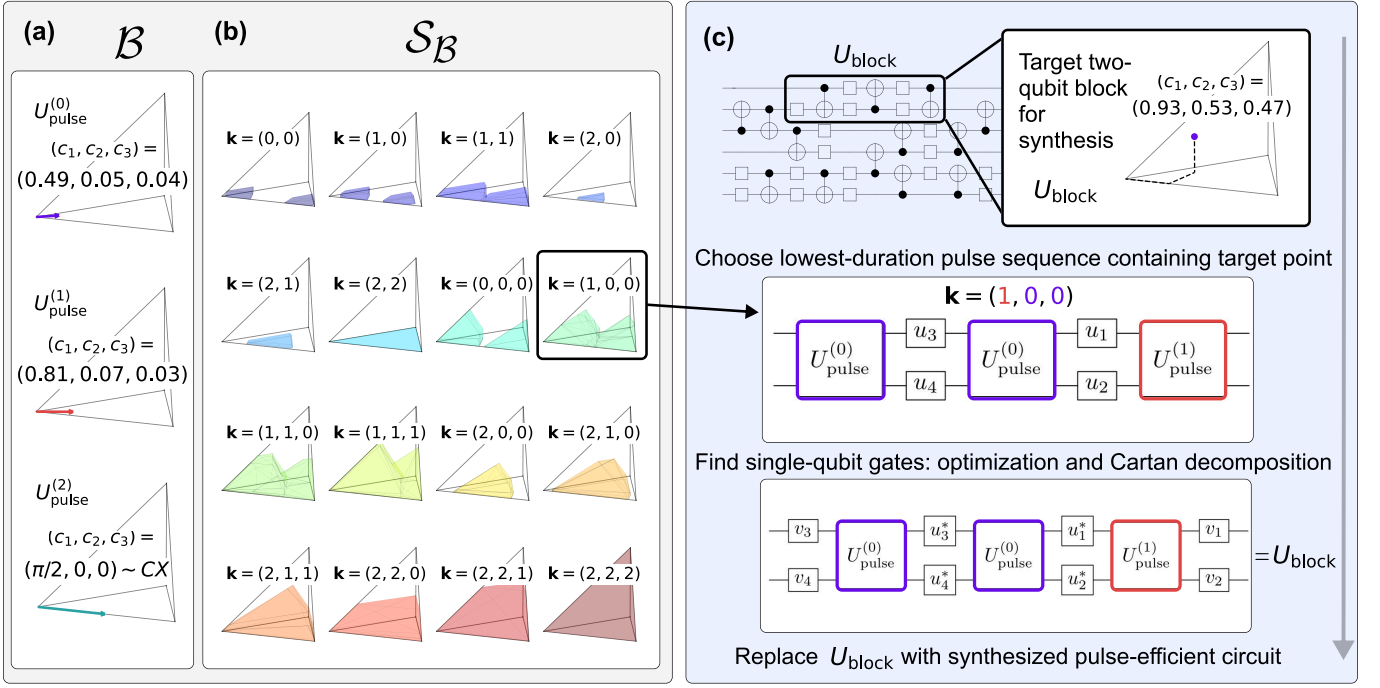 (a) ℬ
U_pulse^(0)
(c₁, c₂, c₃) =
(0.49, 0.05, 0.04)
U_pulse^(1)
(c₁, c₂, c₃) =
(0.81, 0.07, 0.03)
U_pulse^(2)
(c₁, c₂, c₃) =
(π/2, 0, 0) ~ CX
(b) 𝒮_ℬ
k = (0, 0) k = (1, 0) k = (1, 1) k = (2, 0)
k = (2, 1) k = (2, 2) k = (0, 0, 0) k = (1, 0, 0)
k = (1, 1, 0) k = (1, 1, 1) k = (2, 0, 0) k = (2, 1, 0)
k = (2, 1, 1) k = (2, 2, 0) k = (2, 2, 1) k = (2, 2, 2)
(c)
U_block
Target two-
qubit block
for
synthesis
U_block
(c₁, c₂, c₃) =
(0.93, 0.53, 0.47)
Choose lowest-duration pulse sequence containing target point
k = (1, 0, 0)
U_pulse^(0) u₃ U_pulse^(0) u₁ U_pulse^(1)
u₄ u₂
Find single-qubit gates: optimization and Cartan decomposition
v₃ U_pulse^(0) u₃* U_pulse^(0) u₁* U_pulse^(1) v₁
v₄ u₄* u₂* v₂
= U_block
Replace U_block with synthesized pulse-efficient circuit